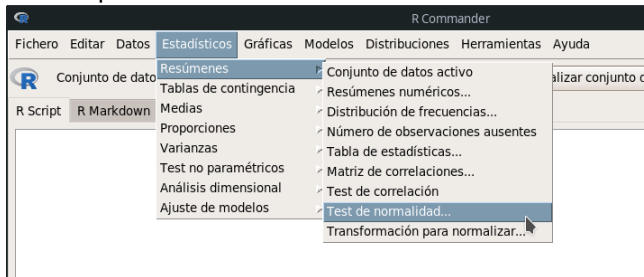 R Commander
Fichero Editar Datos Estadísticos Gráficas Modelos Distribuciones Herramientas Ayuda
R Conjunto de dato
alizar conjunto
R Script R Markdown
Resúmenes
Tablas de contingencia
Medias
Proporciones
Varianzas
Test no paramétricos
Análisis dimensional
Ajuste de modelos
Conjunto de datos activo
Resúmenes numéricos...
Distribución de frecuencias...
Número de observaciones ausentes
Tabla de estadísticas...
Matriz de correlaciones...
Test de correlación
Test de normalidad...
Transformación para normalizar...